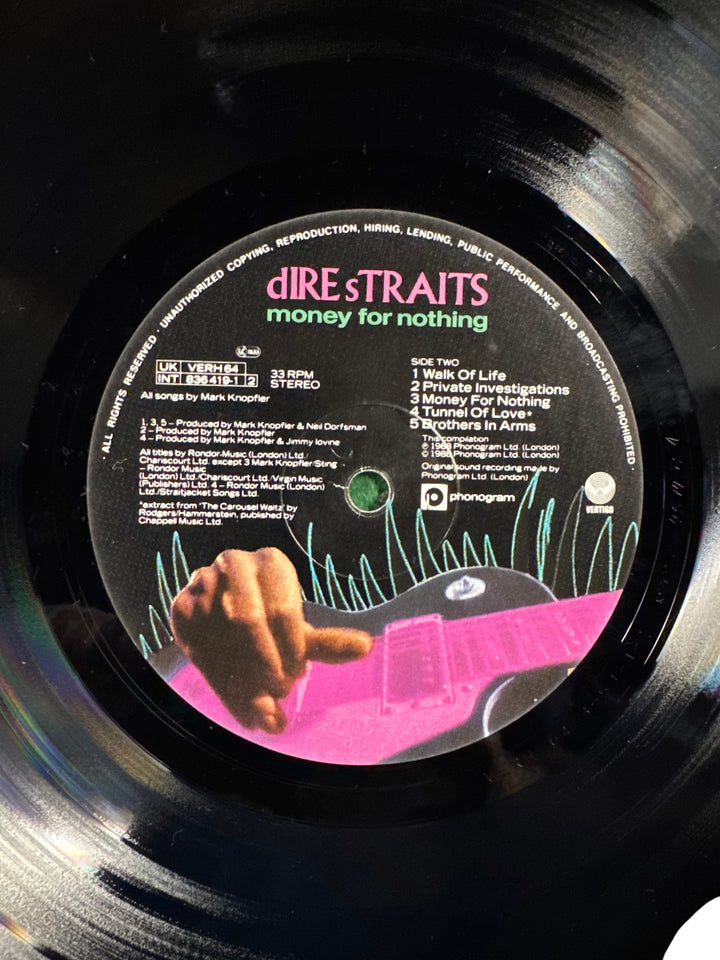 ALL RIGHTS RESERVED UNAUTHORIZED COPYING, REPRODUCTION, HIRING, LENDING, PUBLIC PERFORMANCE AND BROADCASTING PROHIBITED ·
dIRE sTRAITS
money for nothing
LC 1633
UK VERH 64
INT 836 419-1 2
33 RPM
STEREO
All songs by Mark Knopfler
1, 3, 5 – Produced by Mark Knopfler & Neil Dorfsman
2 – Produced by Mark Knopfler
4 – Produced by Mark Knopfler & Jimmy Iovine
All titles by Rondor Music (London) Ltd./
Chariscourt Ltd. except 3 Mark Knopfler/Sting
– Rondor Music
(London) Ltd./Chariscourt Ltd./Virgin Music
(Publishers) Ltd. 4 – Rondor Music (London)
Ltd./Straitjacket Songs Ltd.
*extract from 'The Carousel Waltz' by
Rodgers/Hammerstein, published by
Chappell Music Ltd.
SIDE TWO
1 Walk Of Life
2 Private Investigations
3 Money For Nothing
4 Tunnel Of Love*
5 Brothers In Arms
This compilation
℗ 1988 Phonogram Ltd. (London)
© 1988 Phonogram Ltd. (London)
Original sound recording made by
Phonogram Ltd. (London)
phonogram
VERTIGO